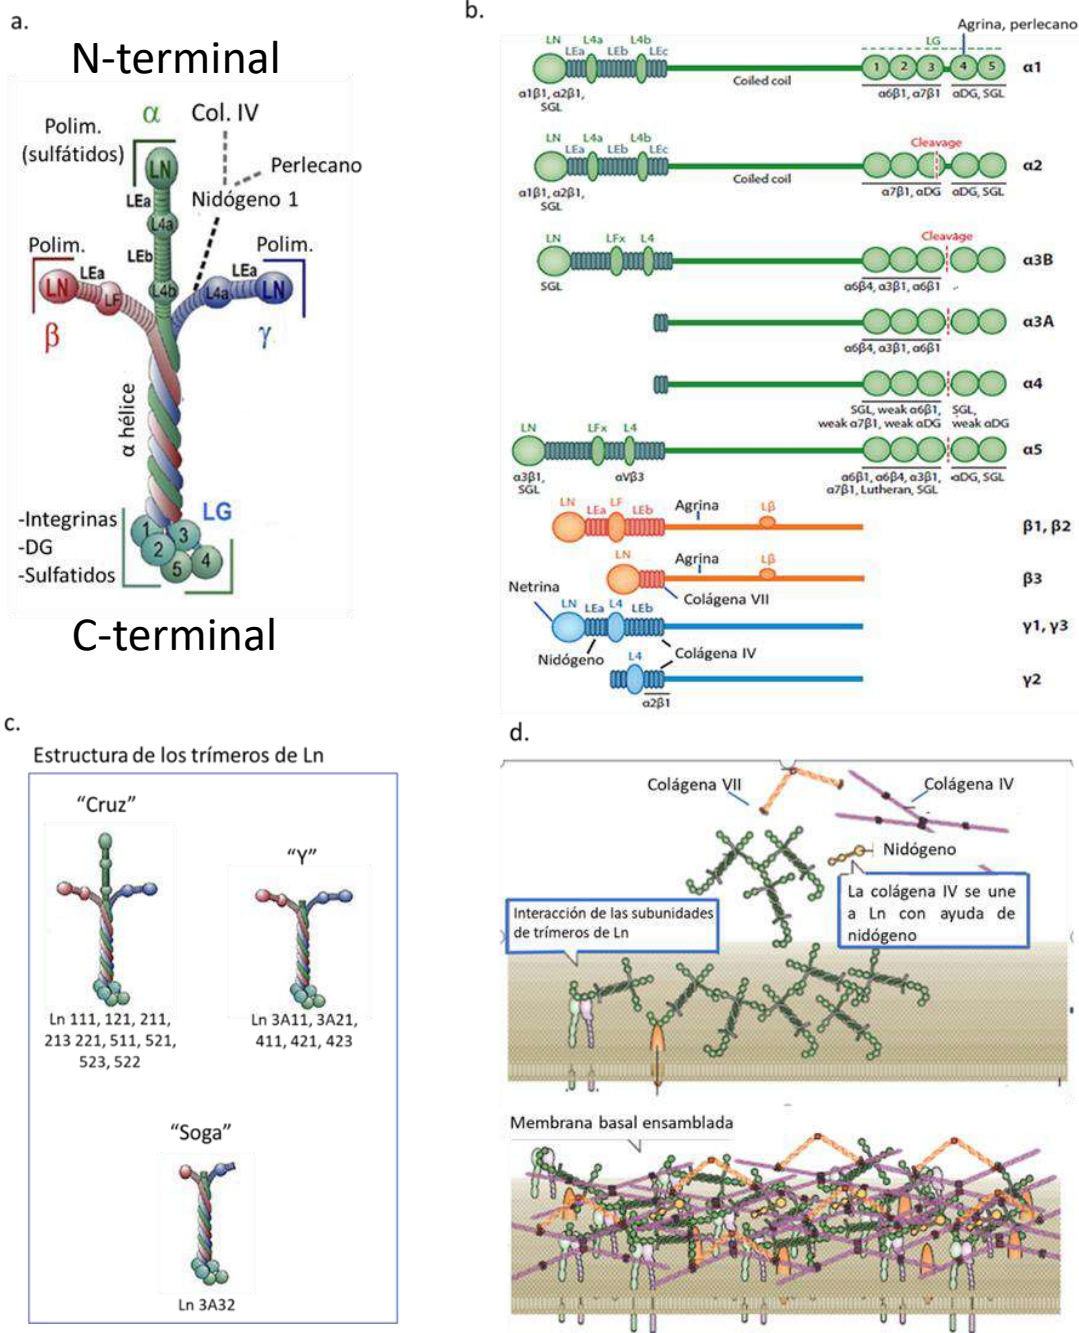 a.
N-terminal
α
Polim.
(sulfátidos)
Col. IV
Perlecano
Nidógeno 1
LN
LEa
L4a
LEb
L4b
Polim.
LEa
LN
LF
β
Polim.
LEa
L4a
LN
γ
α hélice
LG
-Integrinas
-DG
-Sulfatidos
1
2
3
4
5
C-terminal
b.
Agrina, perlecano
LN L4a L4b LG
LEa LEb LEc
1 2 3 4 5
α1
Coiled coil
α1β1, α2β1,
SGL
α6β1, α7β1 αDG, SGL
LN L4a L4b
LEa LEb LEc
Cleavage
α2
Coiled coil
α1β1, α2β1,
SGL
α7β1, αDG αDG, SGL
LN LFx L4
Cleavage
α3B
SGL
α6β4, α3β1, α6β1
α3A
α6β4, α3β1, α6β1
α4
SGL, weak α6β1,
weak α7β1, weak αDG
SGL,
weak αDG
LN LFx L4
α5
α3β1,
SGL
αVβ3
α6β1, α6β4, α3β1,
α7β1, Lutheran, SGL
αDG, SGL
LN LF
LEa LEb
Agrina
Lβ
β1, β2
LN
Agrina
Lβ
β3
Colágena VII
Netrina
LN LEa L4 LEb
γ1, γ3
Nidógeno
Colágena IV
L4
γ2
α2β1
c.
Estructura de los trímeros de Ln
“Cruz”
Ln 111, 121, 211,
213 221, 511, 521,
523, 522
“Y”
Ln 3A11, 3A21,
411, 421, 423
“Soga”
Ln 3A32
d.
Colágena VII
Colágena IV
Nidógeno
La colágena IV se une
a Ln con ayuda de
nidógeno
Interacción de las subunidades
de trímeros de Ln
Membrana basal ensamblada